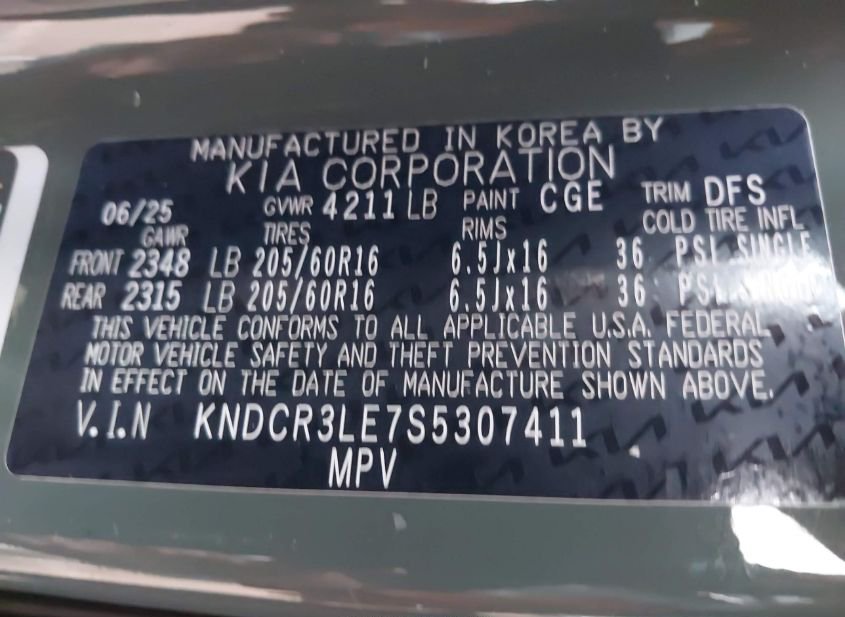 MANUFACTURED IN KOREA BY
KIA CORPORATION
06/25 GVWR 4211 LB PAINT CGE TRIM DFS
GAWR TIRES RIMS COLD TIRE INFL
FRONT 2348 LB 205/60R16 6.5Jx16 36 PSI SINGLE
REAR 2315 LB 205/60R16 6.5Jx16 36 PSI SINGLE
THIS VEHICLE CONFORMS TO ALL APPLICABLE U.S.A. FEDERAL
MOTOR VEHICLE SAFETY AND THEFT PREVENTION STANDARDS
IN EFFECT ON THE DATE OF MANUFACTURE SHOWN ABOVE.
V.I.N KNDCR3LE7S5307411
MPV